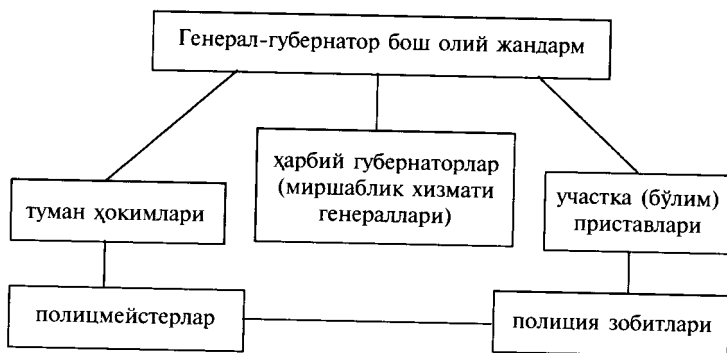 Генерал-губернатор бош олий жандарм
ҳарбий губернаторлар
(миршаблик хизмати
генераллари)
туман ҳокимлари
участка (бўлим)
приставлари
полицмейстерлар
полиция зобитлари